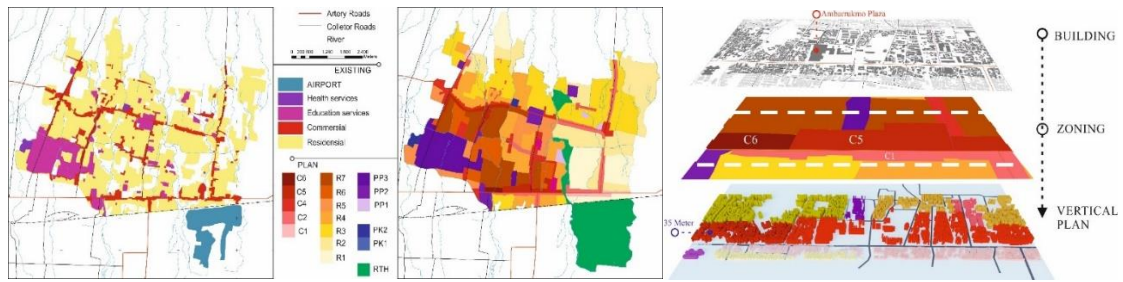 Artery Roads
Colletor Roads
River
Meters
EXISTING
AIRPORT
Health services
Education services
Commercial
Residensial
PLAN
C6
C5
C4
C2
C1
R7
R6
R5
R4
R3
R2
R1
PP3
PP2
PP1
PK2
PK1
RTH
Ambarrukmo Plaza
BUILDING
C6
C5
C1
ZONING
35 Meter
VERTICAL
PLAN